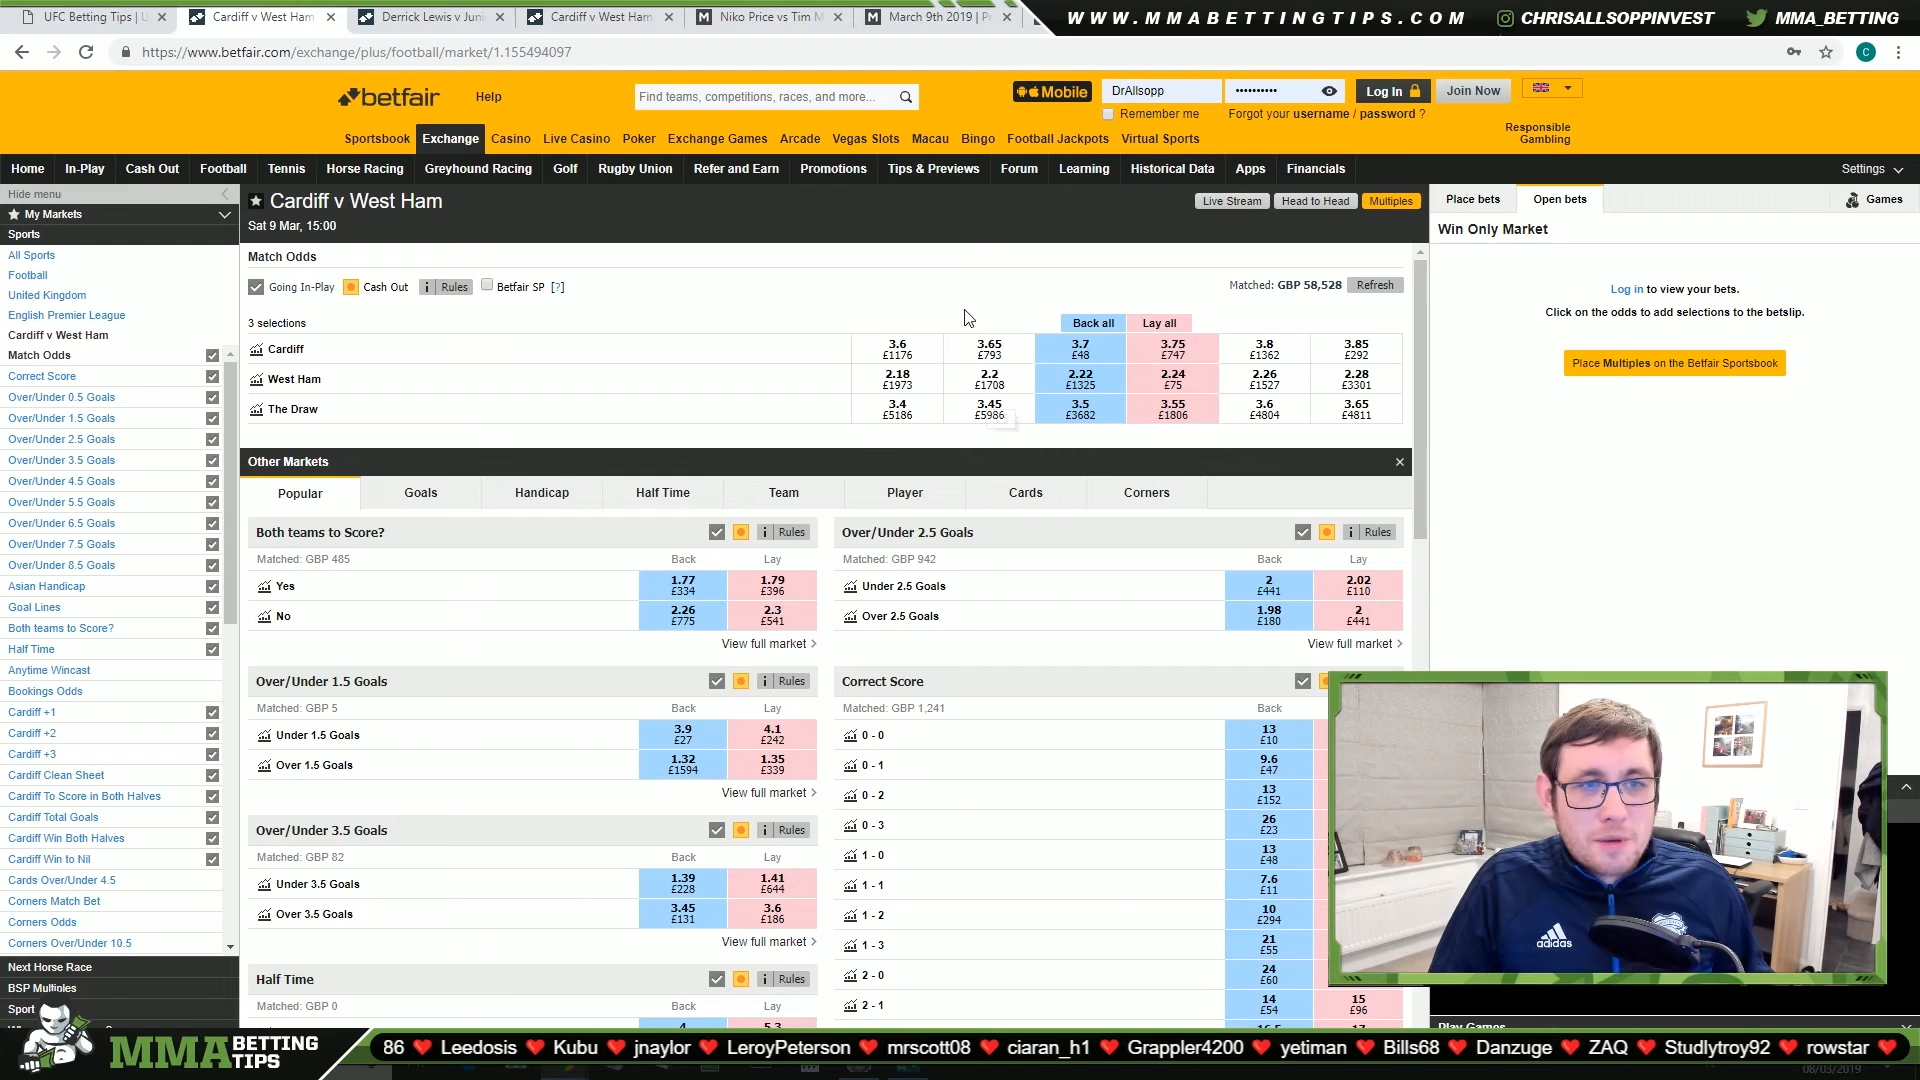 UFC Betting Tips | U
Cardiff v West Ham
Derrick Lewis v Juni
Cardiff v West Ham
Niko Price vs Tim M
March 9th 2019 | P
WWW.MMABETTINGTIPS.COM
CHRISALLSOPPINVEST
MMA_BETTING
https://www.betfair.com/exchange/plus/football/market/1.155494097
C
betfair
Help
Find teams, competitions, races, and more...
Mobile
DrAllsopp
••••••••••
Log In
Join Now
Remember me
Forgot your username / password ?
Responsible
Gambling
Sportsbook Exchange Casino Live Casino Poker Exchange Games Arcade Vegas Slots Macau Bingo Football Jackpots Virtual Sports
Home In-Play Cash Out Football Tennis Horse Racing Greyhound Racing Golf Rugby Union Refer and Earn Promotions Tips & Previews Forum Learning Historical Data Apps Financials
Settings
Hide menu
My Markets
Sports
All Sports
Football
United Kingdom
English Premier League
Cardiff v West Ham
Match Odds
Correct Score
Over/Under 0.5 Goals
Over/Under 1.5 Goals
Over/Under 2.5 Goals
Over/Under 3.5 Goals
Over/Under 4.5 Goals
Over/Under 5.5 Goals
Over/Under 6.5 Goals
Over/Under 7.5 Goals
Over/Under 8.5 Goals
Asian Handicap
Goal Lines
Both teams to Score?
Half Time
Anytime Wincast
Bookings Odds
Cardiff +1
Cardiff +2
Cardiff +3
Cardiff Clean Sheet
Cardiff To Score in Both Halves
Cardiff Total Goals
Cardiff Win Both Halves
Cardiff Win to Nil
Cards Over/Under 4.5
Corners Match Bet
Corners Odds
Corners Over/Under 10.5
Next Horse Race
BSP Multiples
Sport
Cardiff v West Ham
Sat 9 Mar, 15:00
Live Stream
Head to Head
Multiples
Match Odds
Going In-Play
Cash Out
i Rules
Betfair SP [?]
Matched: GBP 58,528
Refresh
3 selections
Back all
Lay all
Cardiff
3.6 3.65 3.7 3.75 3.8 3.85
£1176 £793 £48 £747 £1362 £292
West Ham
2.18 2.2 2.22 2.24 2.26 2.28
£1973 £1708 £1325 £75 £1527 £3301
The Draw
3.4 3.45 3.5 3.55 3.6 3.65
£5186 £5986 £3682 £1806 £4804 £4811
Other Markets
Popular Goals Handicap Half Time Team Player Cards Corners
Both teams to Score?
i Rules
Matched: GBP 485
Back Lay
Yes
1.77 1.79
£334 £396
No
2.26 2.3
£775 £541
View full market
Over/Under 1.5 Goals
i Rules
Matched: GBP 5
Back Lay
Under 1.5 Goals
3.9 4.1
£27 £242
Over 1.5 Goals
1.32 1.35
£1594 £339
View full market
Over/Under 3.5 Goals
i Rules
Matched: GBP 82
Back Lay
Under 3.5 Goals
1.39 1.41
£228 £644
Over 3.5 Goals
3.45 3.6
£131 £186
View full market
Half Time
i Rules
Matched: GBP 0
Back Lay
4 5.3
Over/Under 2.5 Goals
i Rules
Matched: GBP 942
Back Lay
Under 2.5 Goals
2 2.02
£441 £110
Over 2.5 Goals
1.98 2
£180 £441
View full market
Correct Score
Matched: GBP 1,241
Back
0 - 0
13
£10
0 - 1
9.6
£47
0 - 2
13
£152
0 - 3
26
£23
1 - 0
13
£48
1 - 1
7.6
£11
1 - 2
10
£294
1 - 3
21
£55
2 - 0
24
£60
2 - 1
14 15
£54 £96
16.5 17
Place bets
Open bets
Games
Win Only Market
Log in to view your bets.
Click on the odds to add selections to the betslip.
Place Multiples on the Betfair Sportsbook
adidas
Play Games
MMA BETTING
TIPS
86 ❤ Leedosis ❤ Kubu ❤ jnaylor ❤ LeroyPeterson ❤ mrscott08 ❤ ciaran_h1 ❤ Grappler4200 ❤ yetiman ❤ Bills68 ❤ Danzuge ❤ ZAQ ❤ Studlytroy92 ❤ rowstar ❤
08/03/2019